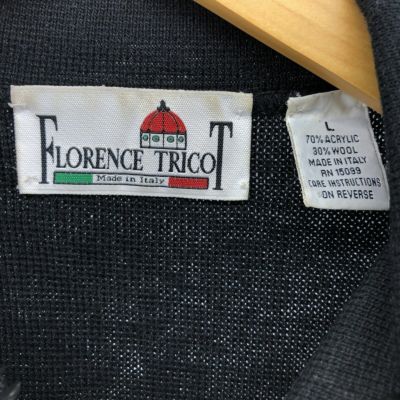 FLORENCE TRICOT
Made in Italy
L
70% ACRYLIC
30% WOOL
MADE IN ITALY
RN 15099
CARE INSTRUCTIONS
ON REVERSE